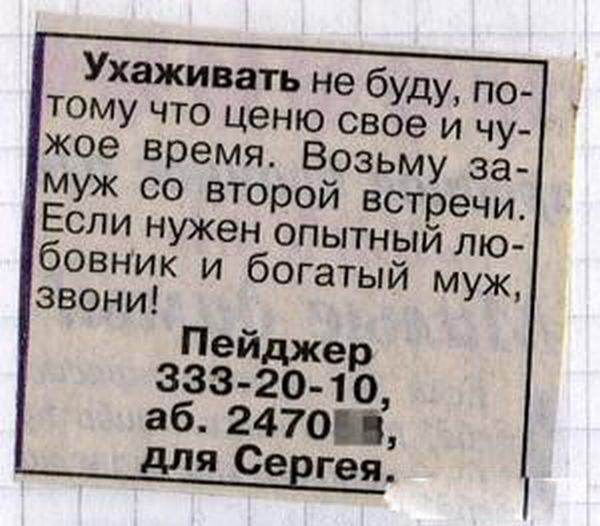 Ухаживать не буду, по-
тому что ценю свое и чу-
жое время. Возьму за-
муж со второй встречи.
Если нужен опытный лю-
бовник и богатый муж,
звони!
Пейджер
333-20-10,
аб. 2470
для Сергея.